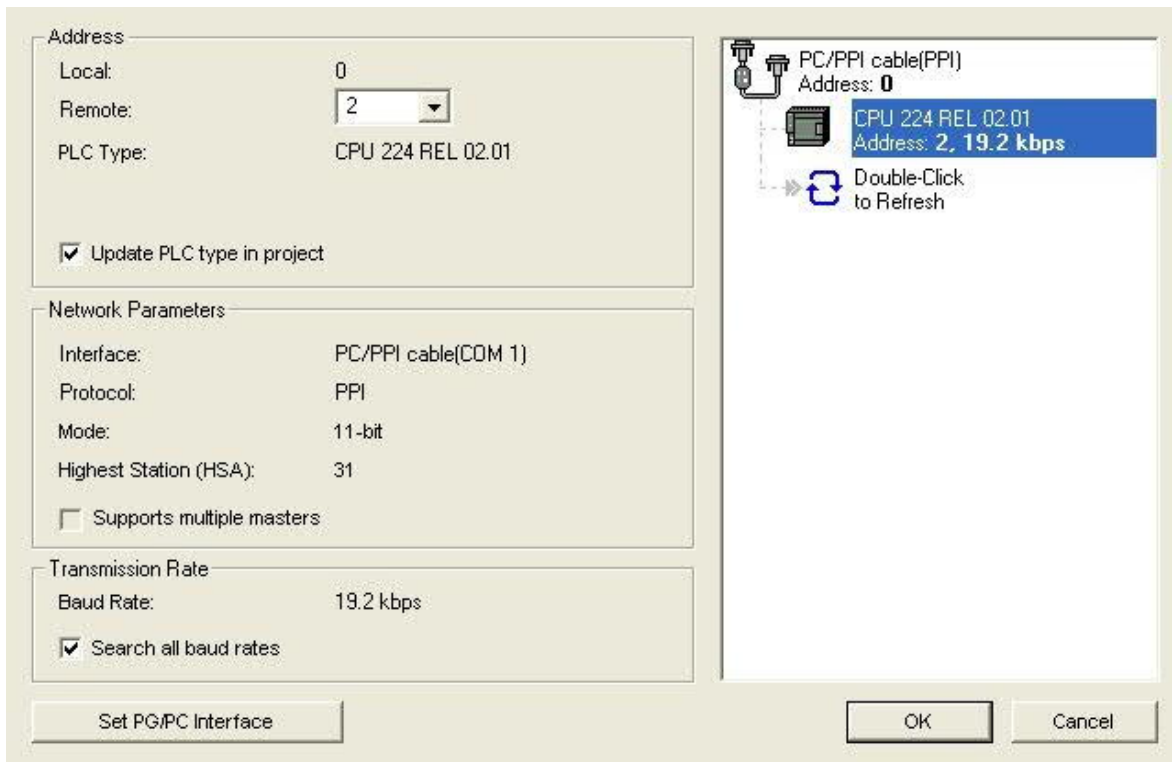 Address
Local: 0
Remote: 2
PLC Type: CPU 224 REL 02.01
Update PLC type in project
Network Parameters
Interface: PC/PPI cable(COM 1)
Protocol: PPI
Mode: 11-bit
Highest Station (HSA): 31
Supports multiple masters
Transmission Rate
Baud Rate: 19.2 kbps
Search all baud rates
Set PG/PC Interface
PC/PPI cable(PPI)
Address: 0
CPU 224 REL 02.01
Address: 2, 19.2 kbps
Double-Click
to Refresh
OK
Cancel